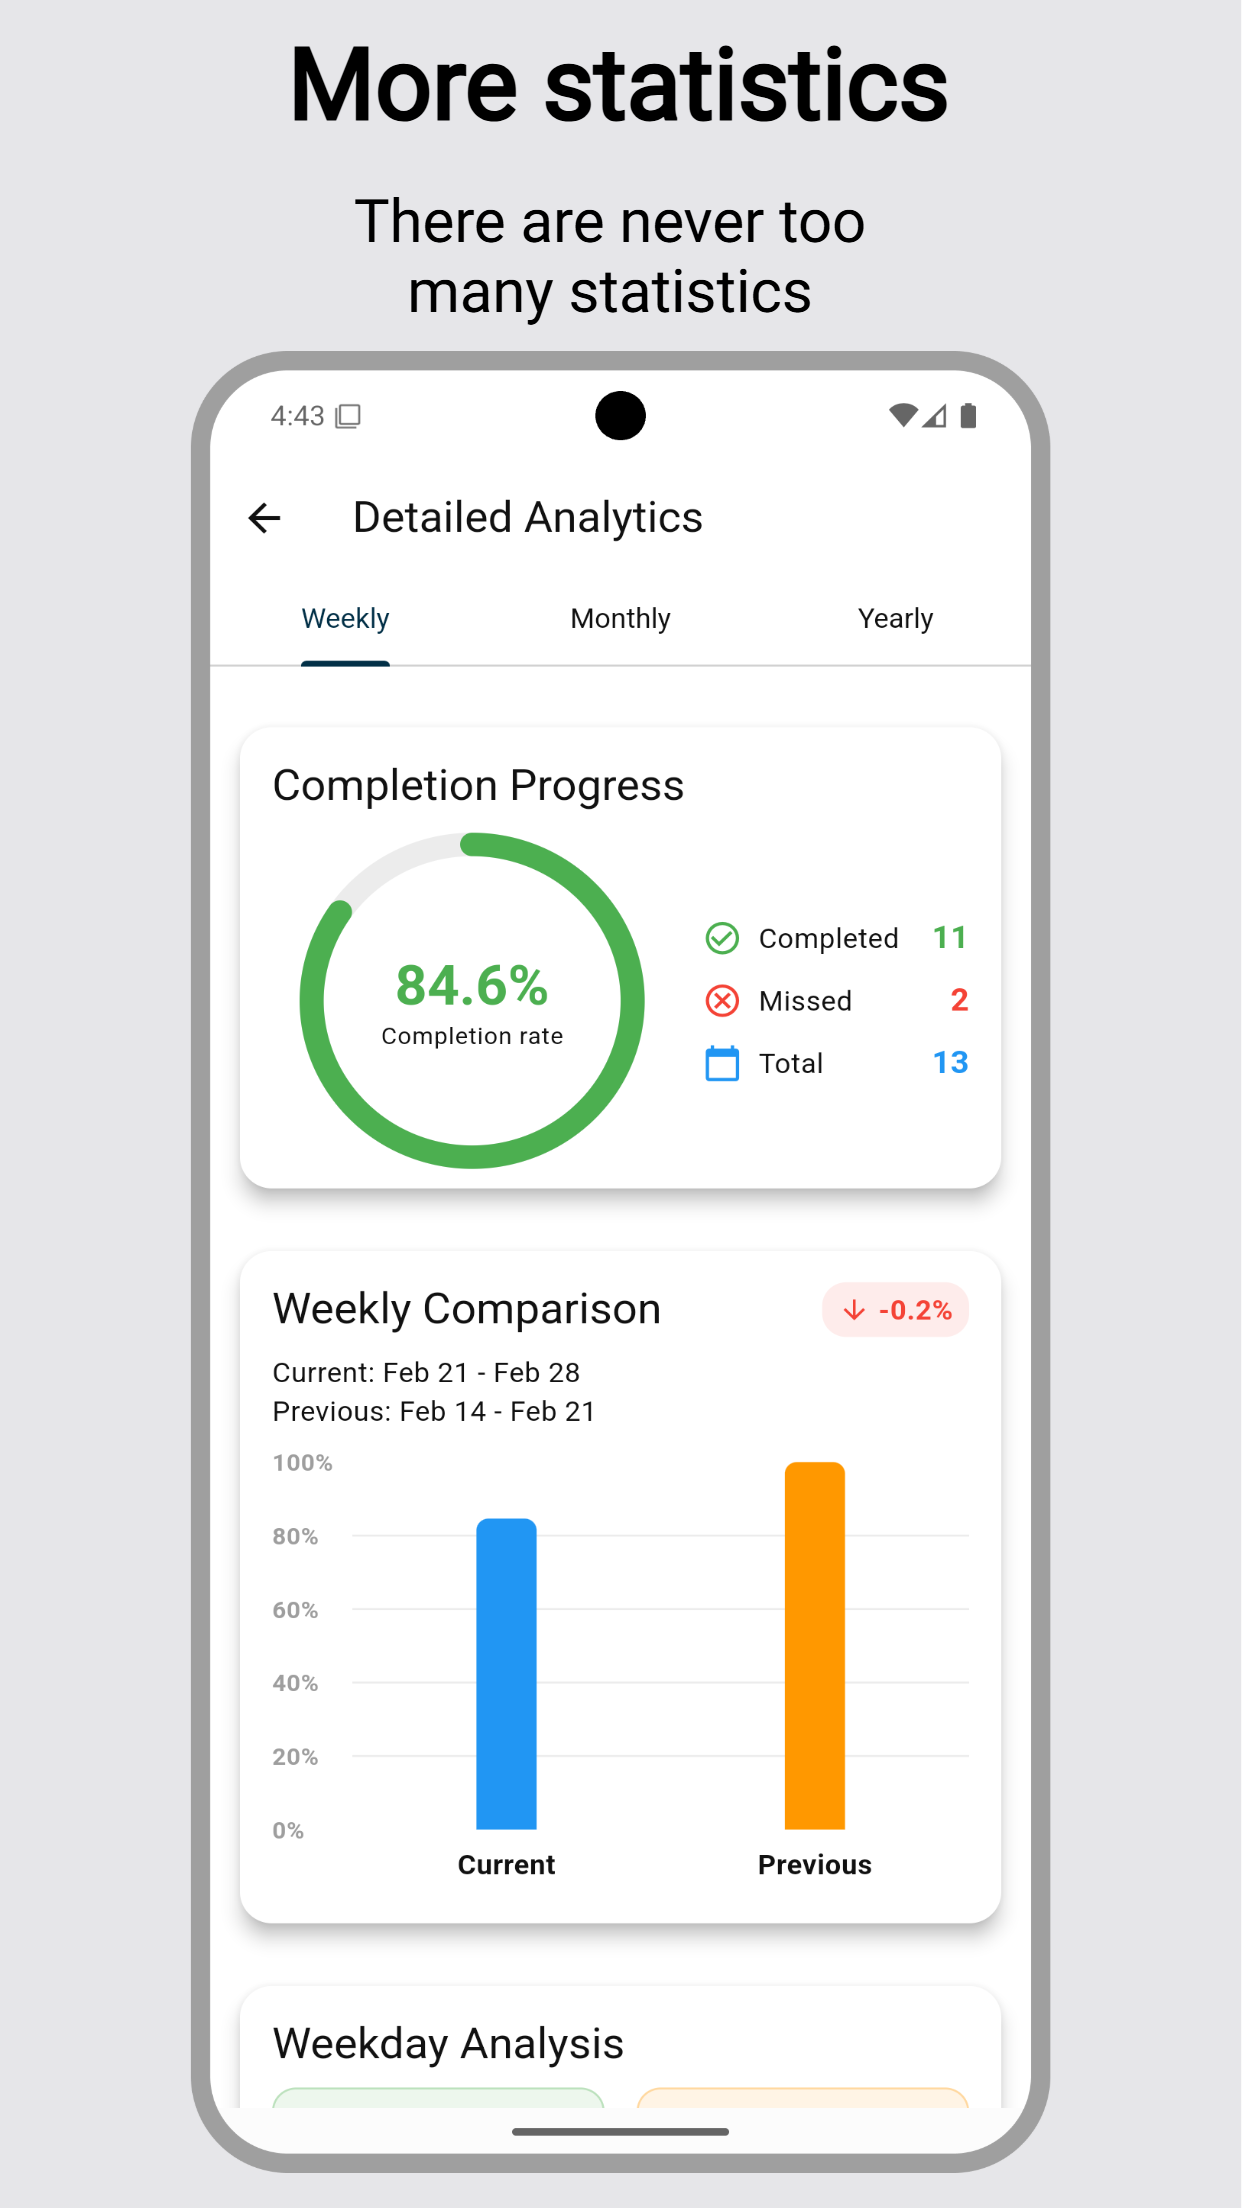 More statistics
There are never too
many statistics
4:43
Detailed Analytics
Weekly
Monthly
Yearly
Completion Progress
84.6%
Completion rate
Completed 11
Missed 2
Total 13
Weekly Comparison
-0.2%
Current: Feb 21 - Feb 28
Previous: Feb 14 - Feb 21
100%
80%
60%
40%
20%
0%
Current
Previous
Weekday Analysis